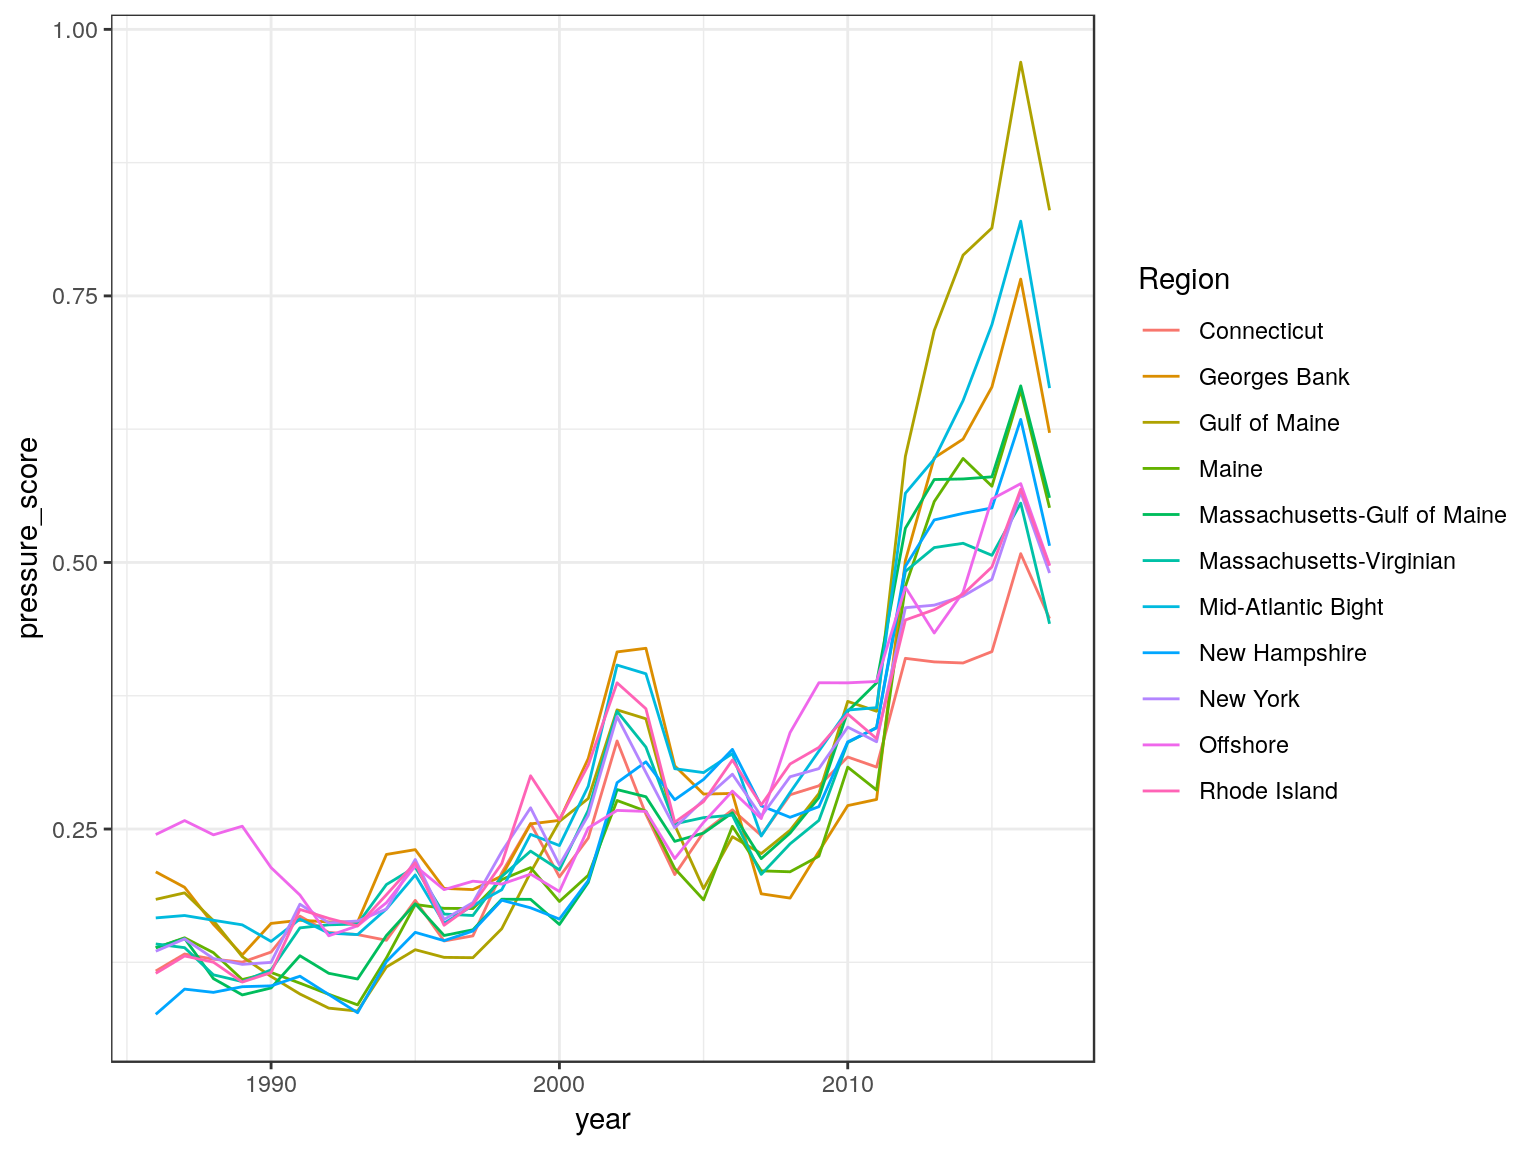 1.00
0.75
0.50
0.25
pressure_score
1990
2000
2010
year
Region
Connecticut
Georges Bank
Gulf of Maine
Maine
Massachusetts-Gulf of Maine
Massachusetts-Virginian
Mid-Atlantic Bight
New Hampshire
New York
Offshore
Rhode Island